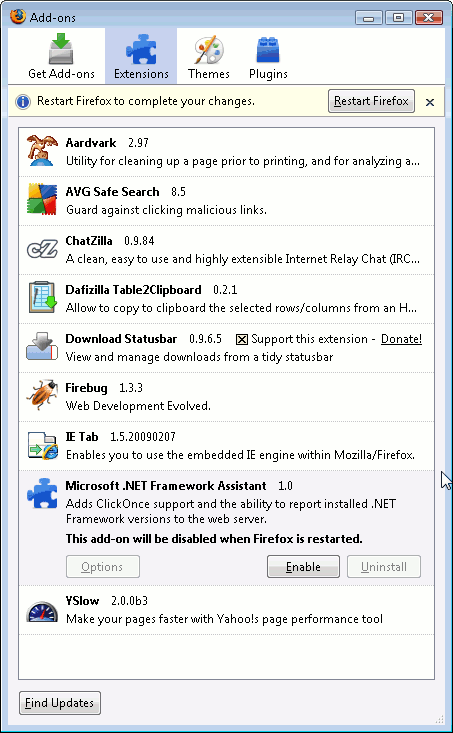 Add-ons
Get Add-ons Extensions Themes Plugins
Restart Firefox to complete your changes. Restart Firefox
Aardvark 2.97
Utility for cleaning up a page prior to printing, and for analyzing a...
AVG Safe Search 8.5
Guard against clicking malicious links.
cZ ChatZilla 0.9.84
A clean, easy to use and highly extensible Internet Relay Chat (IRC...
Dafizilla Table2Clipboard 0.2.1
Allow to copy to clipboard the selected rows/columns from an H...
Download Statusbar 0.9.6.5 Support this extension - Donate!
View and manage downloads from a tidy statusbar
Firebug 1.3.3
Web Development Evolved.
IE Tab 1.5.20090207
Enables you to use the embedded IE engine within Mozilla/Firefox.
Microsoft .NET Framework Assistant 1.0
Adds ClickOnce support and the ability to report installed .NET
Framework versions to the web server.
This add-on will be disabled when Firefox is restarted.
Options Enable Uninstall
YSlow 2.0.0b3
Make your pages faster with Yahoo!s page performance tool
Find Updates